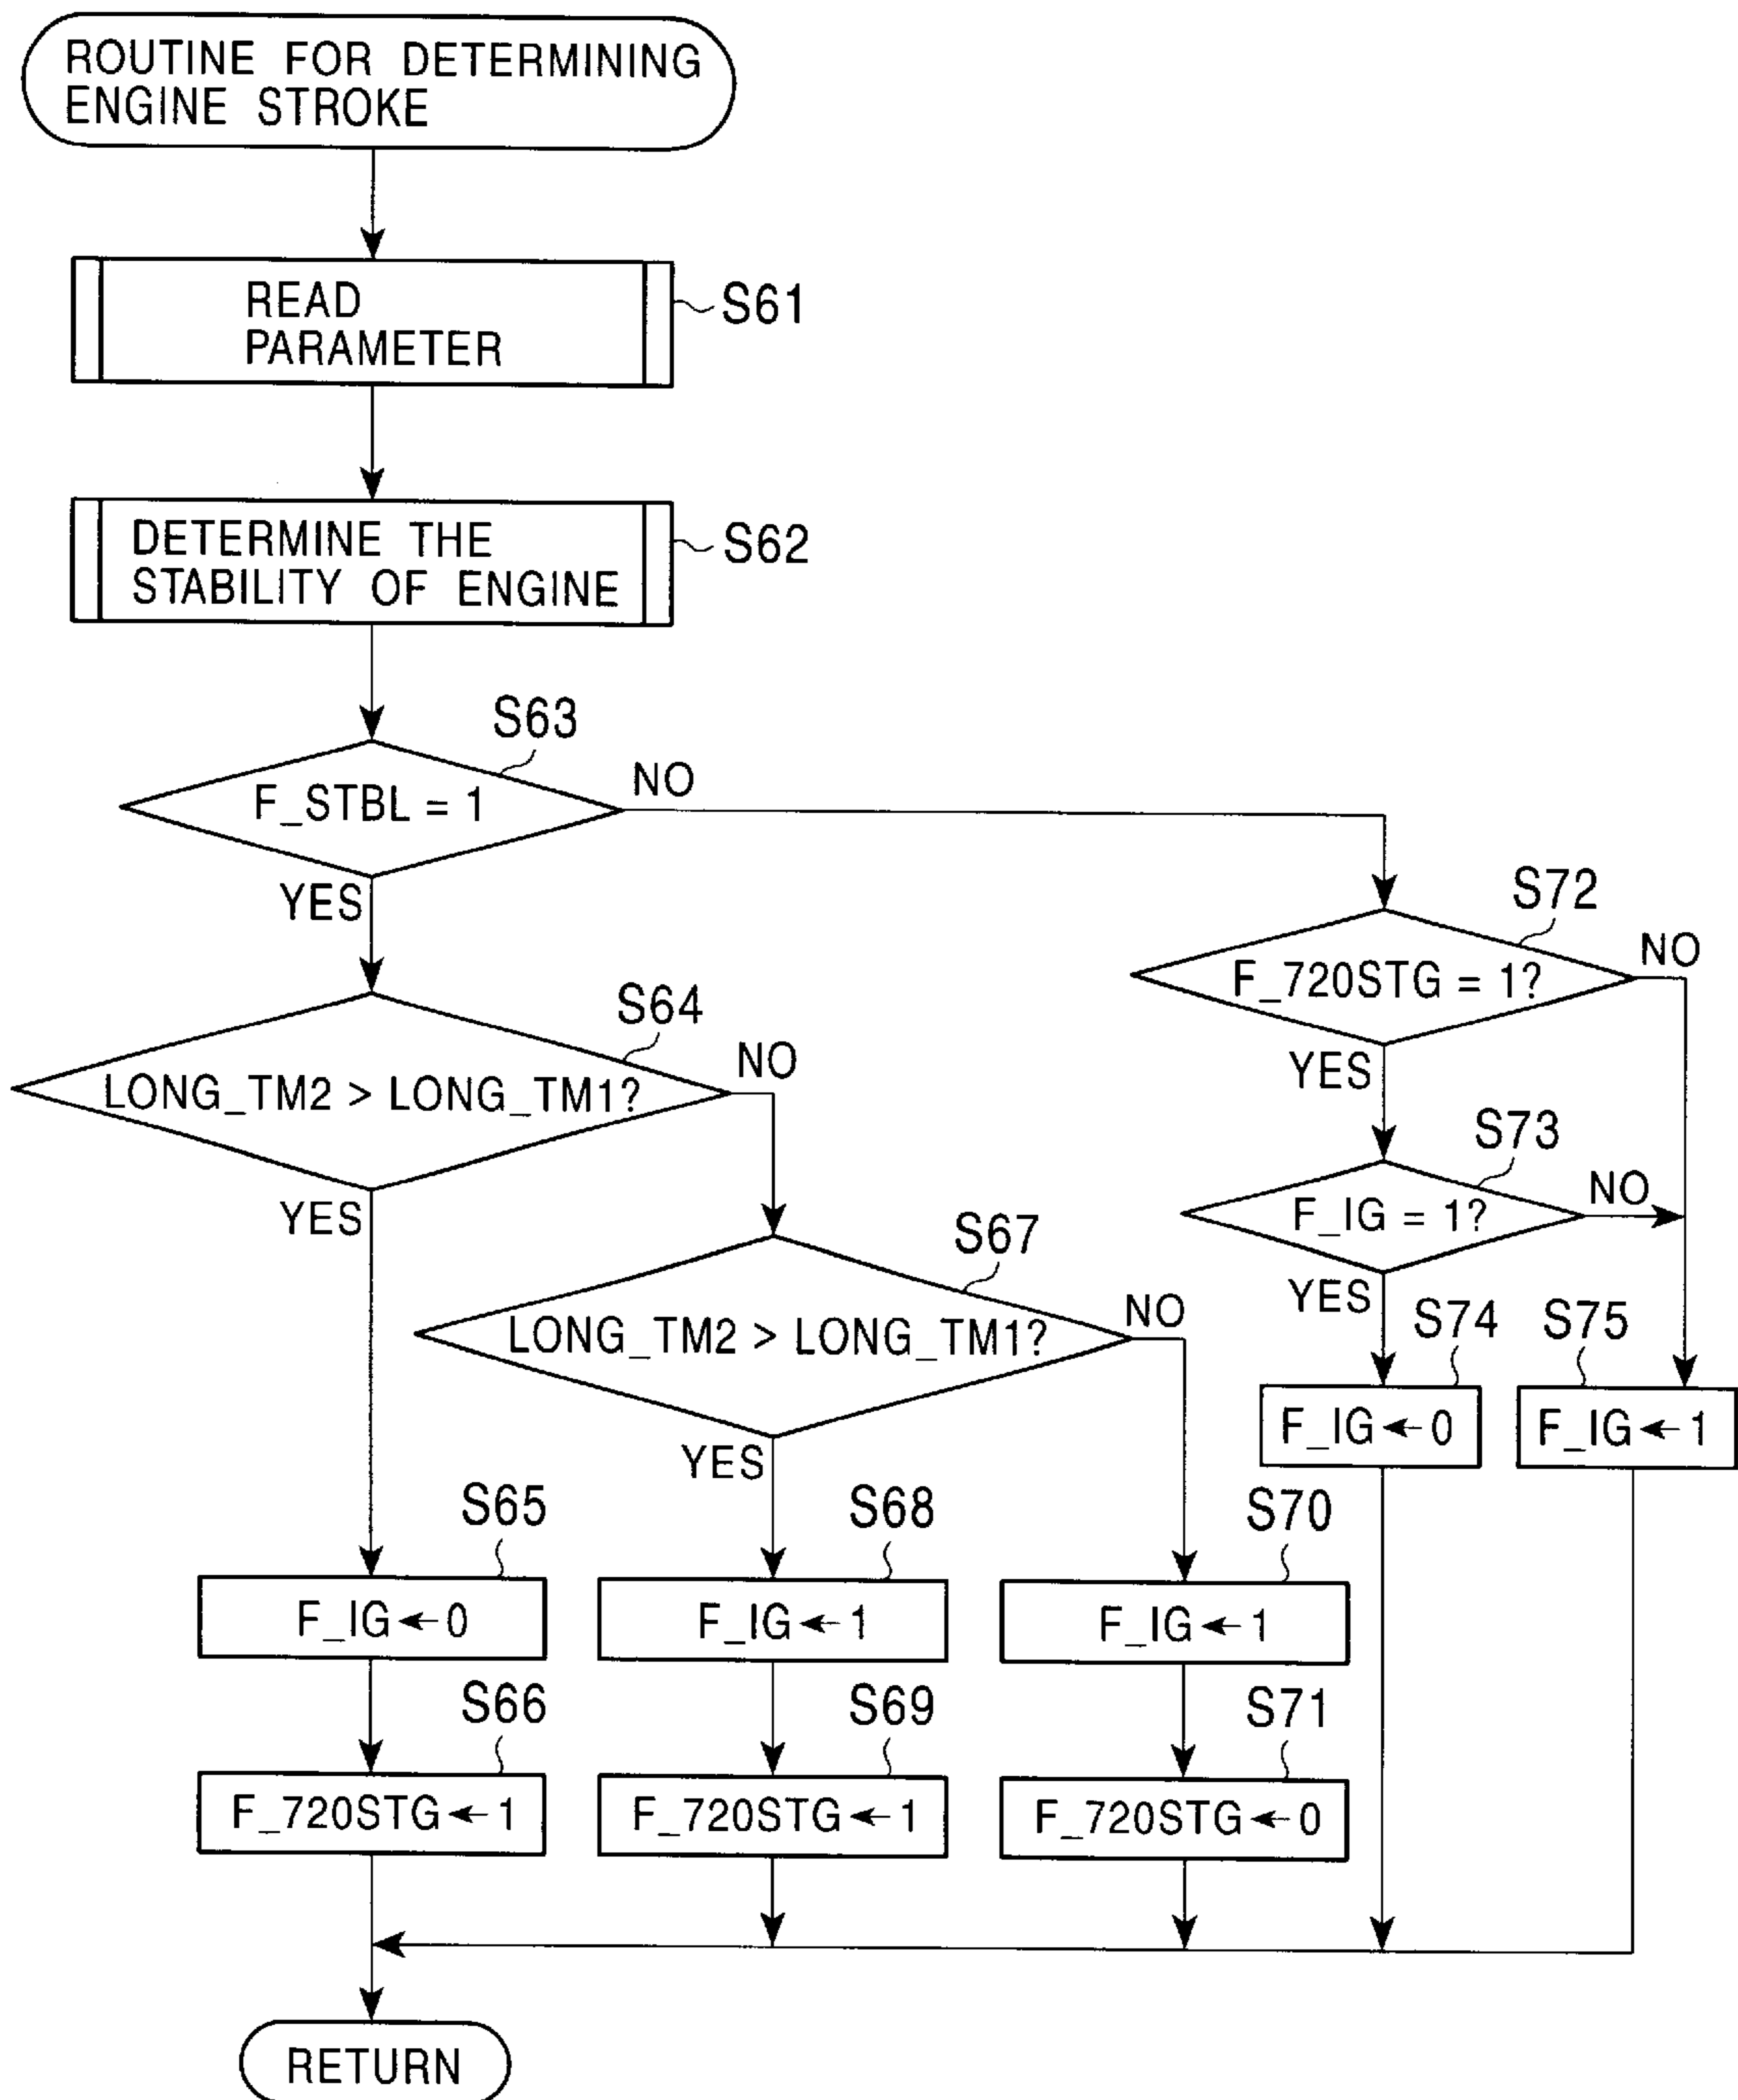 ROUTINE FOR DETERMINING
ENGINE STROKE
READ
PARAMETER
S61
DETERMINE THE
STABILITY OF ENGINE
S62
S63
F_STBL = 1
NO
YES
S72
F_720STG = 1?
NO
YES
S64
LONG_TM2 > LONG_TM1?
NO
YES
S73
F_IG = 1?
NO
YES
S67
LONG_TM2 > LONG_TM1?
NO
YES
S74
F_IG←0
S75
F_IG←1
S65
F_IG←0
S68
F_IG←1
S70
F_IG←1
S66
F_720STG←1
S69
F_720STG←1
S71
F_720STG←0
RETURN